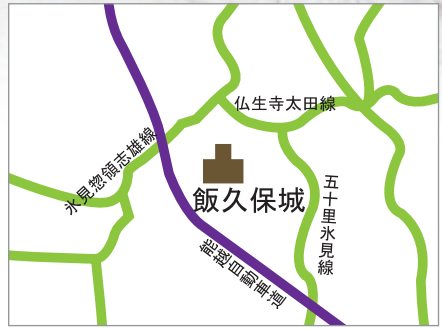 仏生寺太田線
氷見惣領志雄線
飯久保城
五十里氷見線
能越自動車道